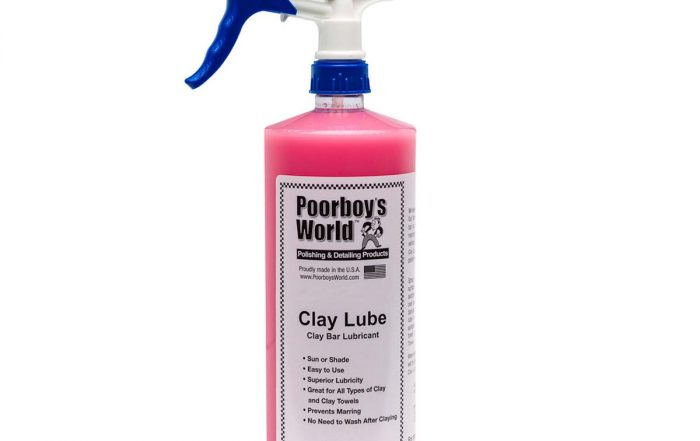 Poorboy's
World™
Polishing & Detailing Products
Proudly made in the U.S.A.
www.PoorboysWorld.com
Clay Lube
Clay Bar Lubricant
• Sun or Shade
• Easy to Use
• Superior Lubricity
• Great for All Types of Clay
and Clay Towels
• Prevents Marring
• No Need to Wash After Claying